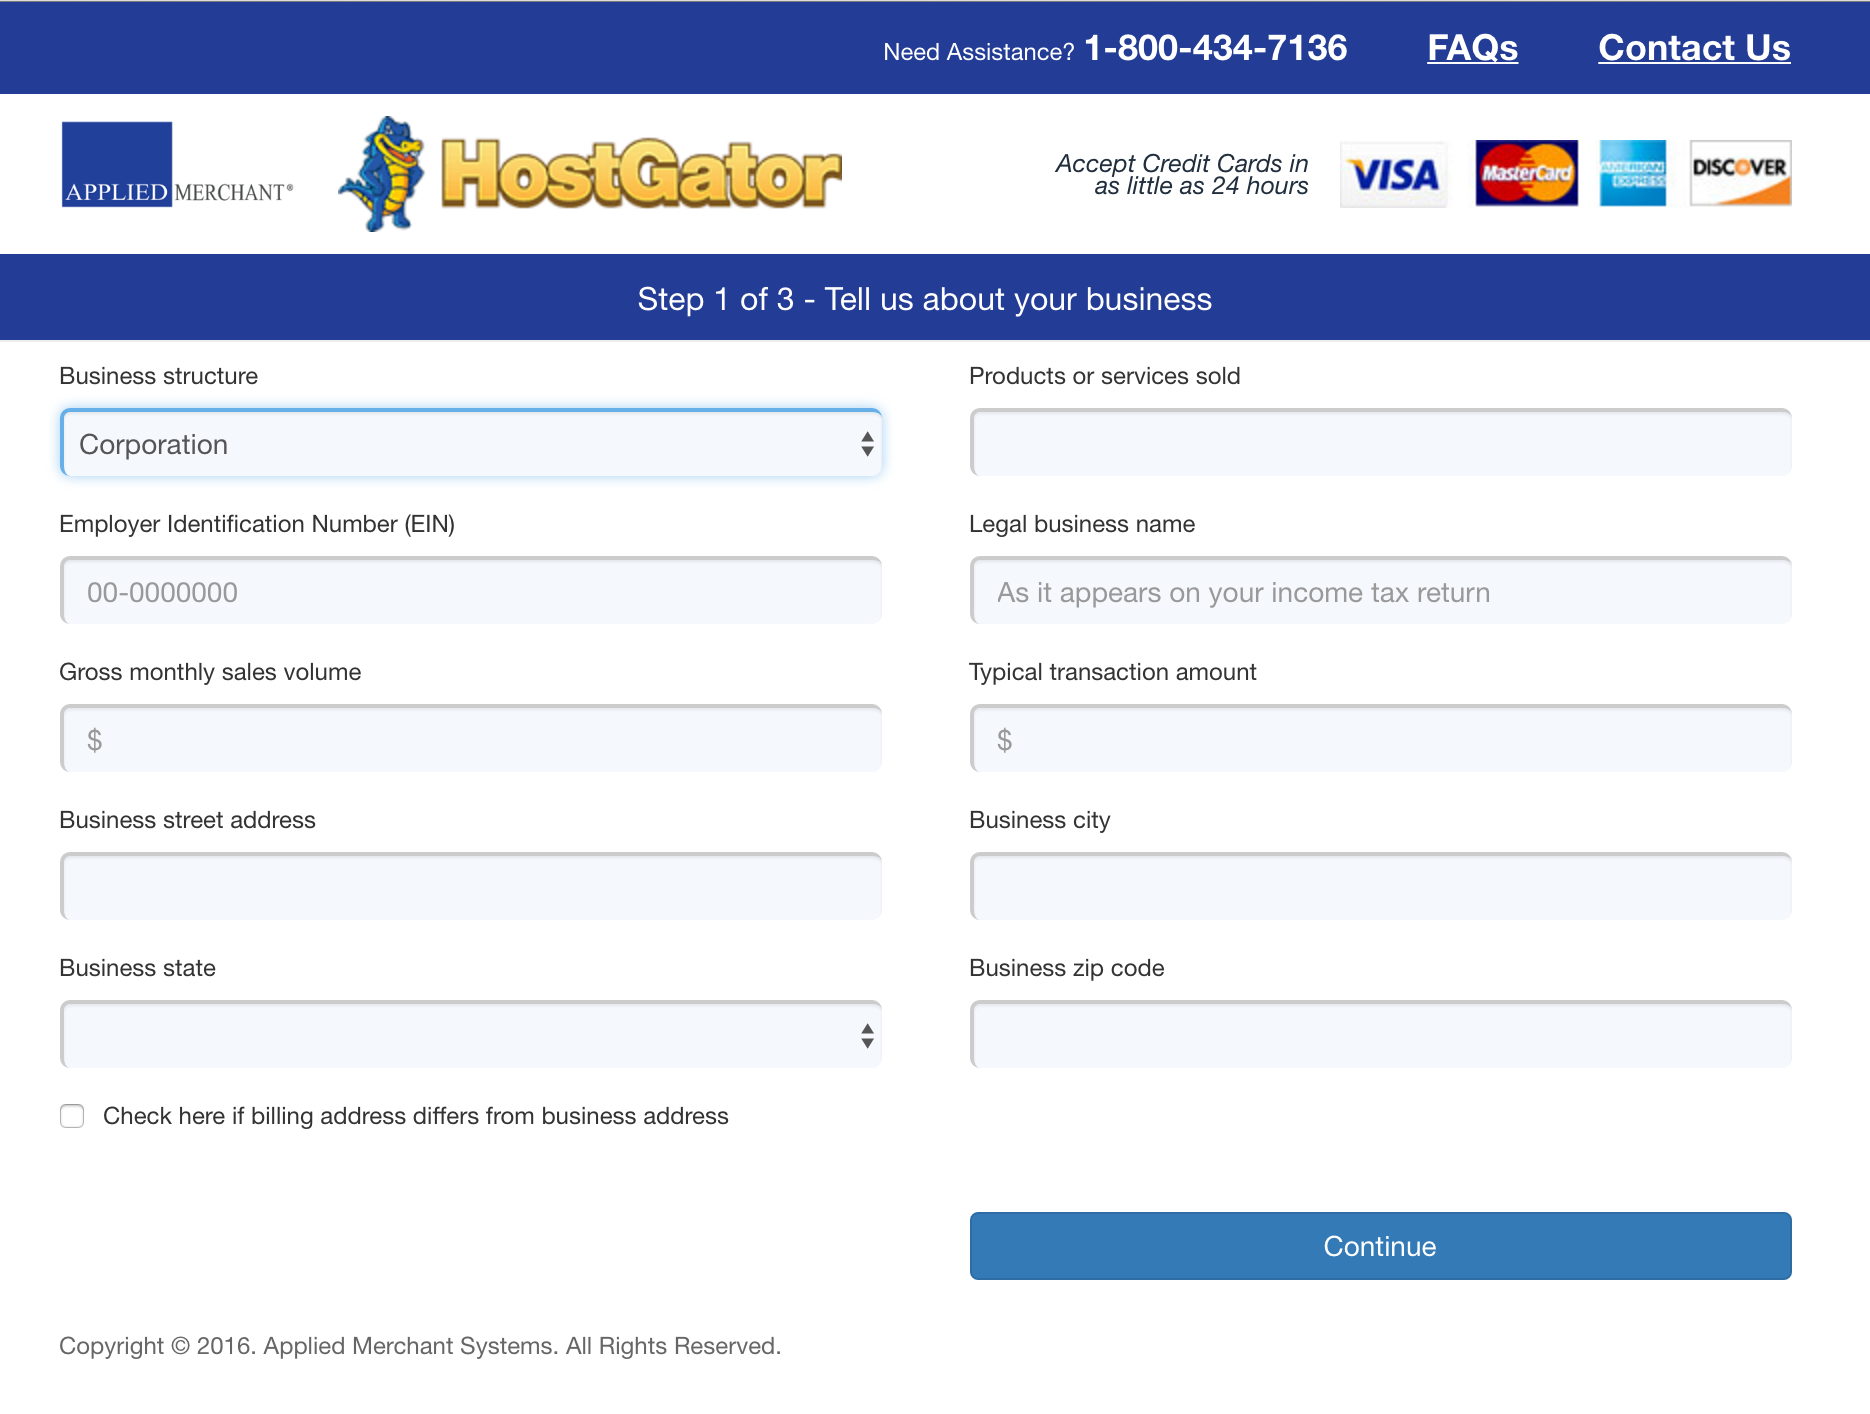 Need Assistance? 1-800-434-7136 FAQs Contact Us
APPLIED MERCHANT®
HostGator
Accept Credit Cards in
as little as 24 hours
VISA
MasterCard
AMERICAN
EXPRESS
DISCOVER
Step 1 of 3 - Tell us about your business
Business structure
Products or services sold
Corporation
Employer Identification Number (EIN)
Legal business name
00-0000000
As it appears on your income tax return
Gross monthly sales volume
Typical transaction amount
$
$
Business street address
Business city
Business state
Business zip code
Check here if billing address differs from business address
Continue
Copyright © 2016. Applied Merchant Systems. All Rights Reserved.